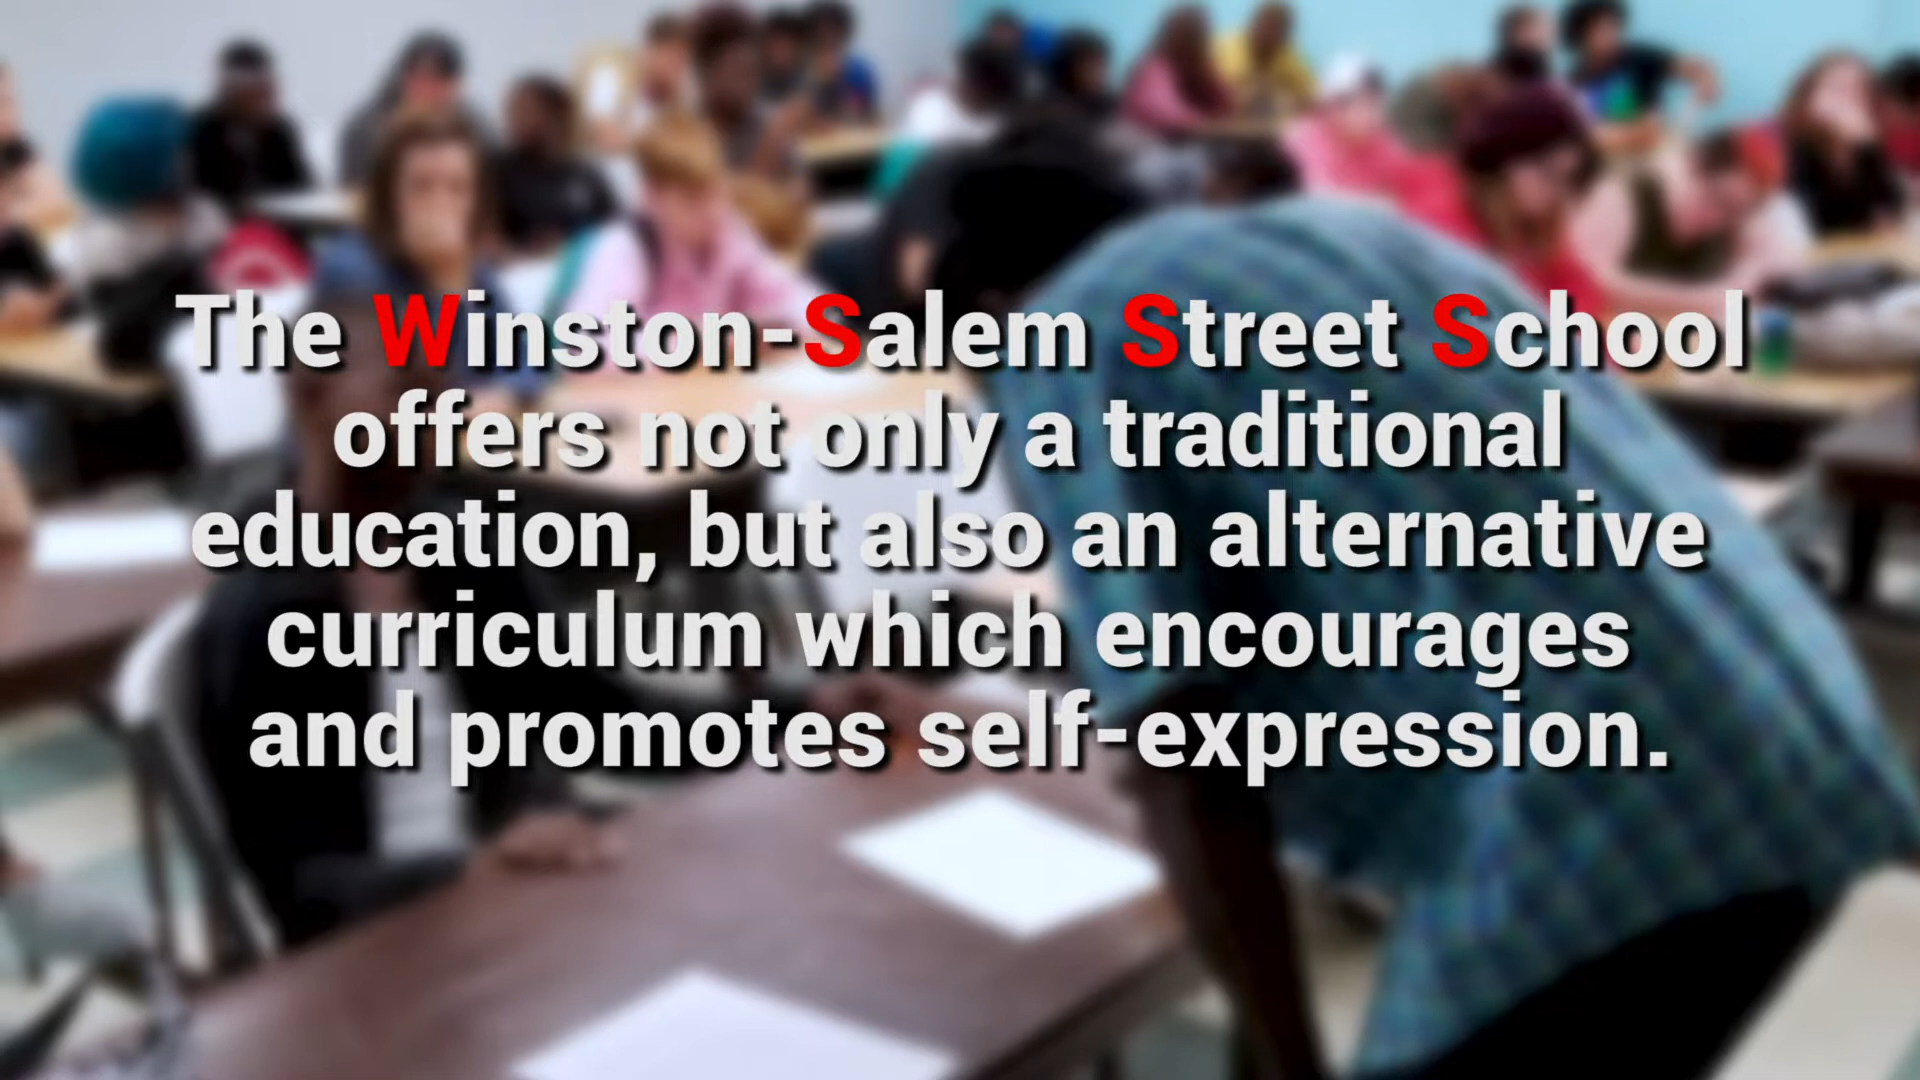 The Winston-Salem Street School
offers not only a traditional
education, but also an alternative
curriculum which encourages
and promotes self-expression.